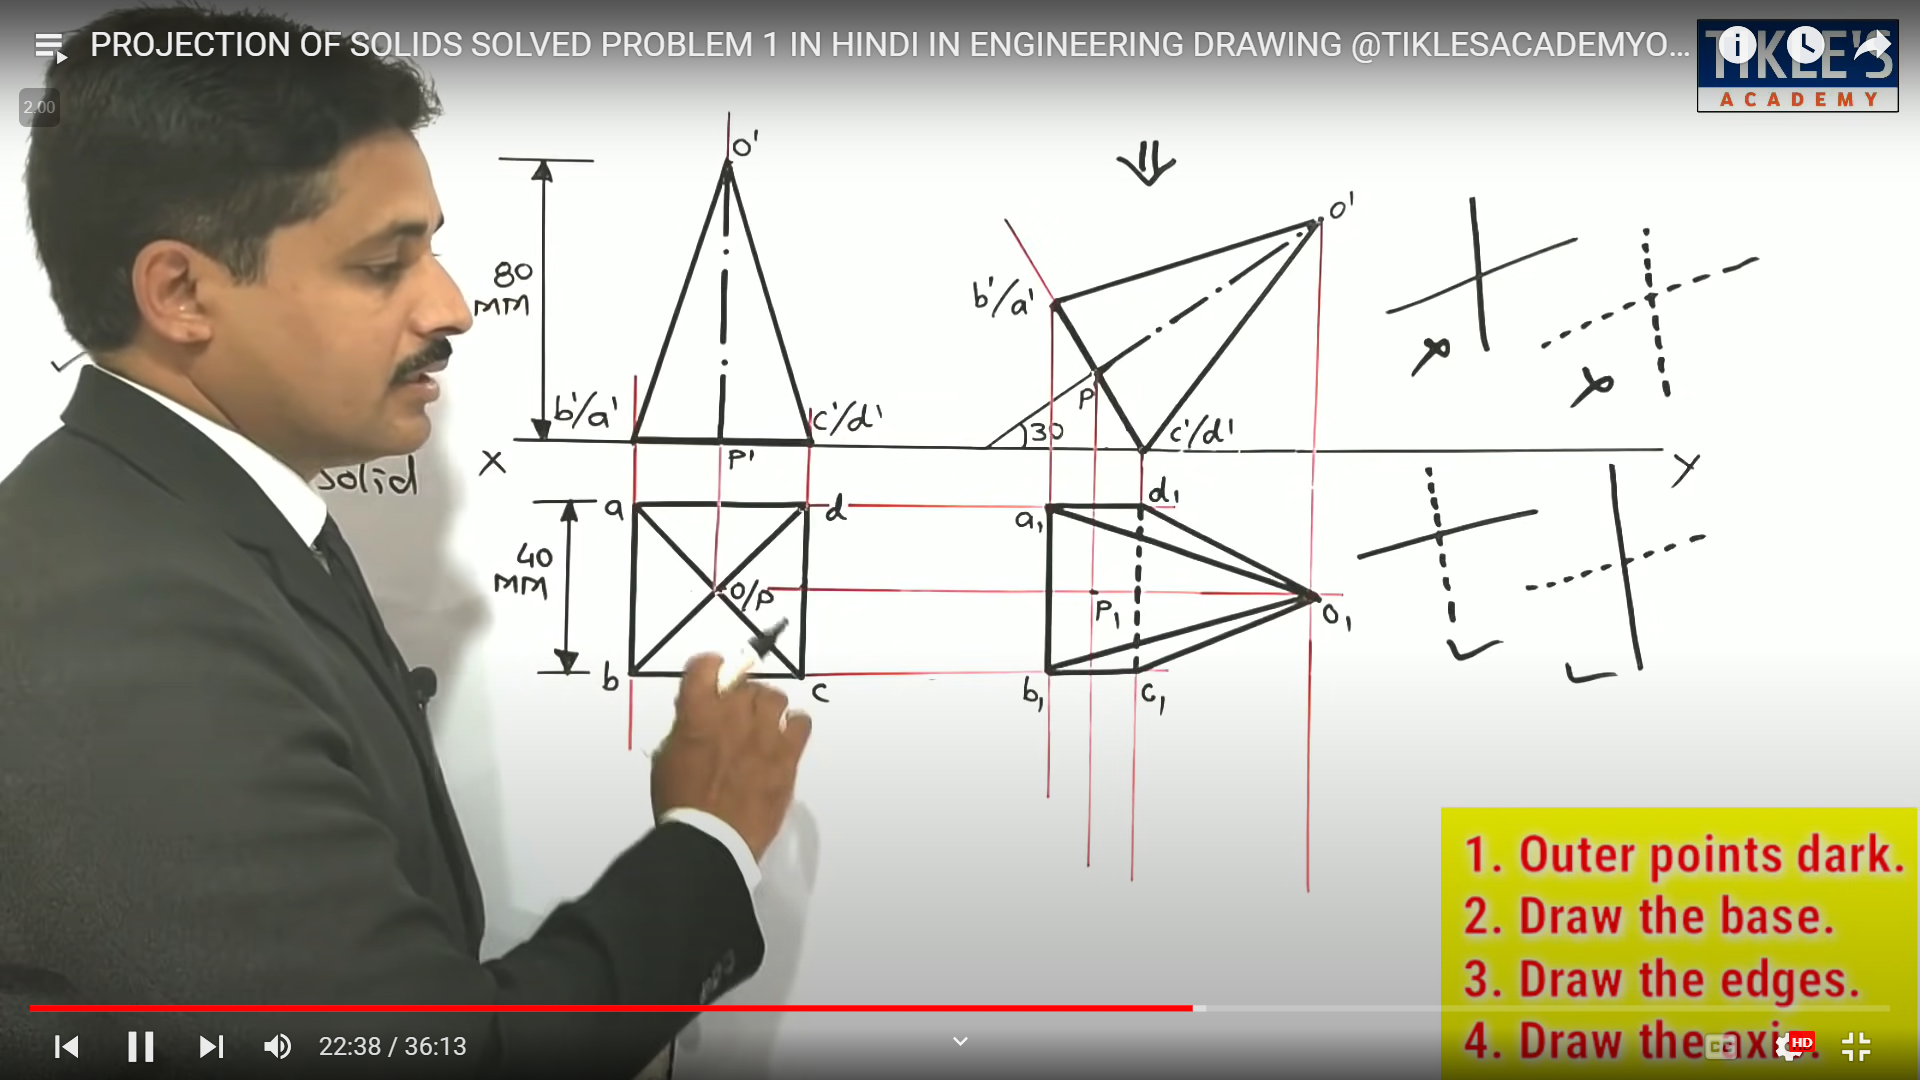 PROJECTION OF SOLIDS SOLVED PROBLEM 1 IN HINDI IN ENGINEERING DRAWING @TIKLESACADEMYO...
TIKLE'S
ACADEMY
2.00
O'
O'
80
MM
b'/a'
b'/a'
c'/d'
P
30
c'/d'
X
P'
Y
solid
a
d
a₁
d₁
40
MM
O/P
P₁
O₁
b
c
b₁
c₁
1. Outer points dark.
2. Draw the base.
3. Draw the edges.
4. Draw the axis.
22:38 / 36:13
CC
HD